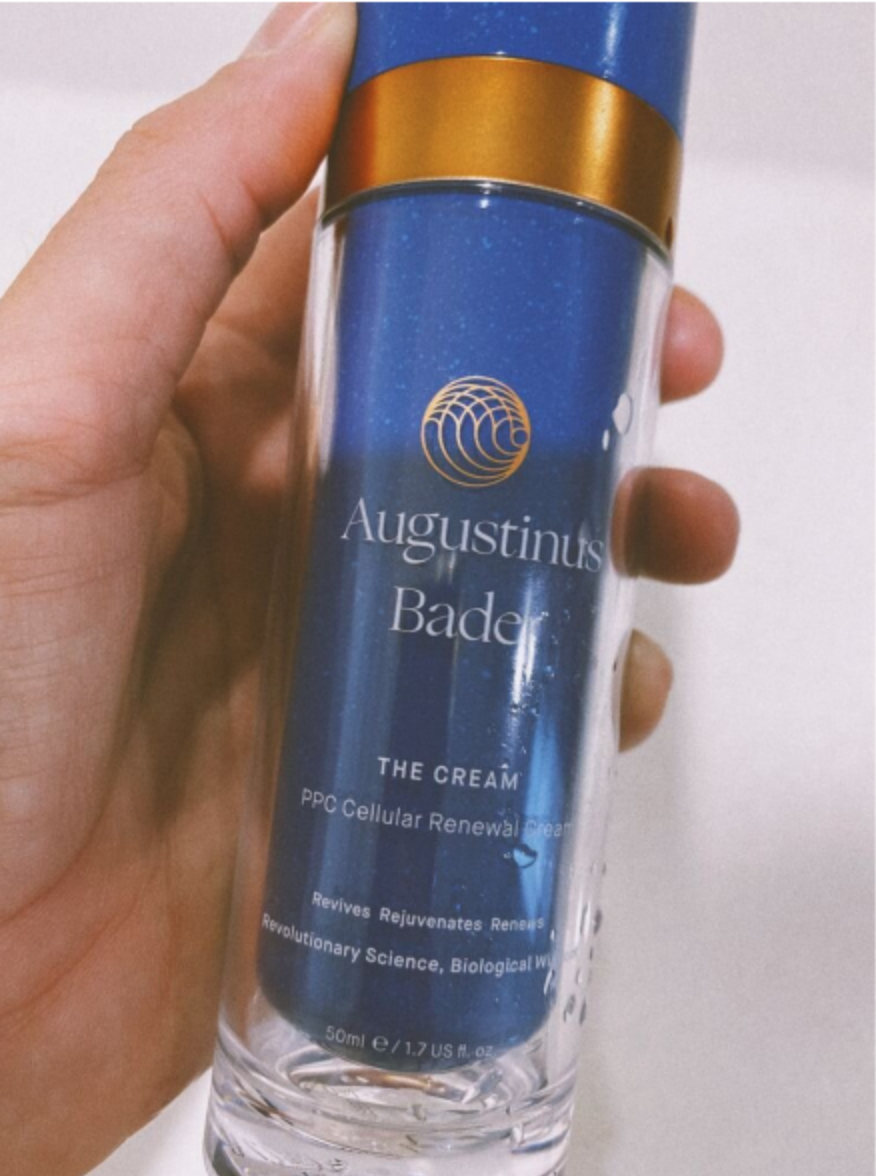 Augustinus
Bader
THE CREAM
PPC Cellular Renewal Cream
Revives Rejuvenates Renews
Revolutionary Science, Biological
50ml ℮ / 1.7 US fl. oz.